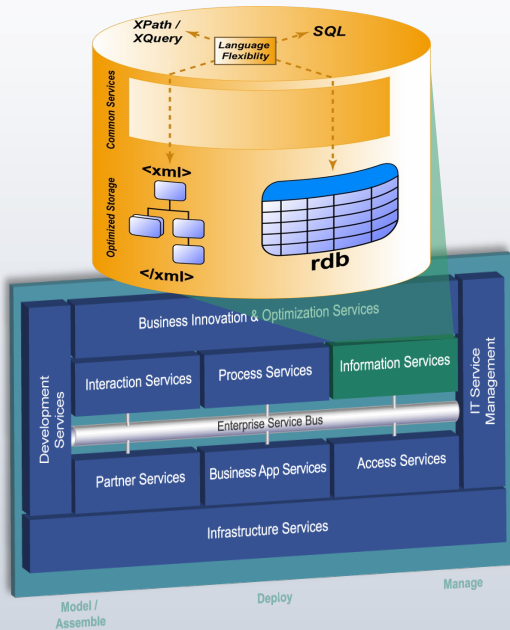 XPath /
XQuery
SQL
Language
Flexiblity
Common Services
<xml>
Optimized Storage
rdb
</xml>
Business Innovation & Optimization Services
Development
Services
IT Service
Management
Interaction Services
Process Services
Information Services
Enterprise Service Bus
Partner Services
Business App Services
Access Services
Infrastructure Services
Model /
Assemble
Deploy
Manage